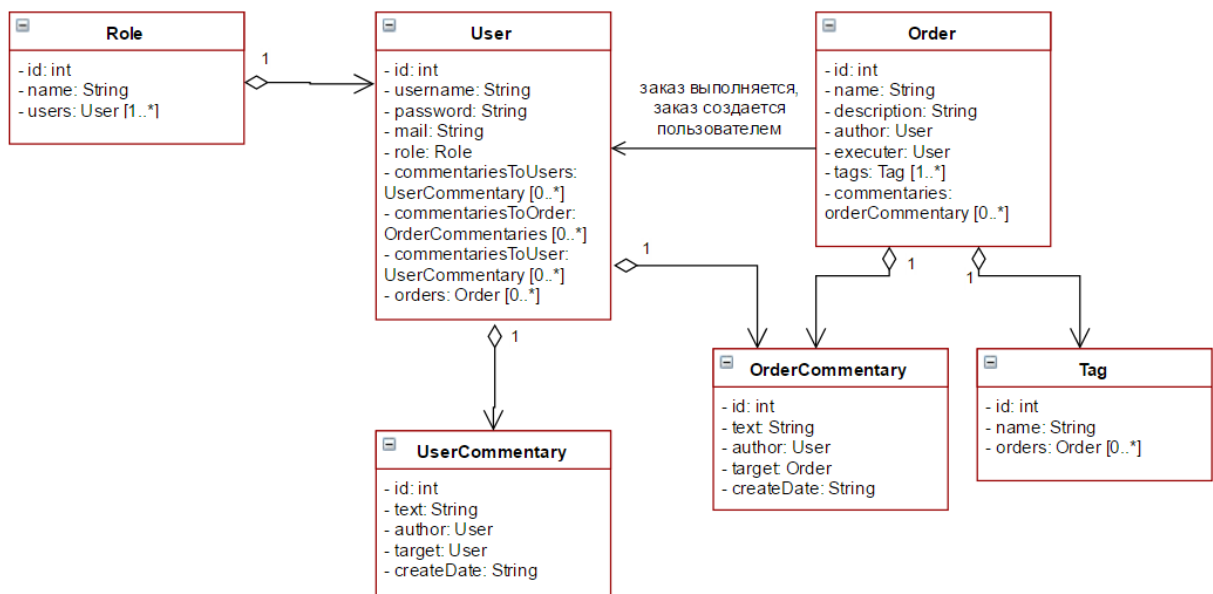 Role
- id: int
- name: String
- users: User [1..*]
1
User
- id: int
- username: String
- password: String
- mail: String
- role: Role
- commentariesToUsers:
UserCommentary [0..*]
- commentariesToOrder:
OrderCommentaries [0..*]
- commentariesToUser:
UserCommentary [0..*]
- orders: Order [0..*]
заказ выполняется,
заказ создается
пользователем
Order
- id: int
- name: String
- description: String
- author: User
- executer: User
- tags: Tag [1..*]
- commentaries:
orderCommentary [0..*]
1
1
1
1
UserCommentary
- id: int
- text: String
- author: User
- target: User
- createDate: String
OrderCommentary
- id: int
- text: String
- author: User
- target: Order
- createDate: String
Tag
- id: int
- name: String
- orders: Order [0..*]